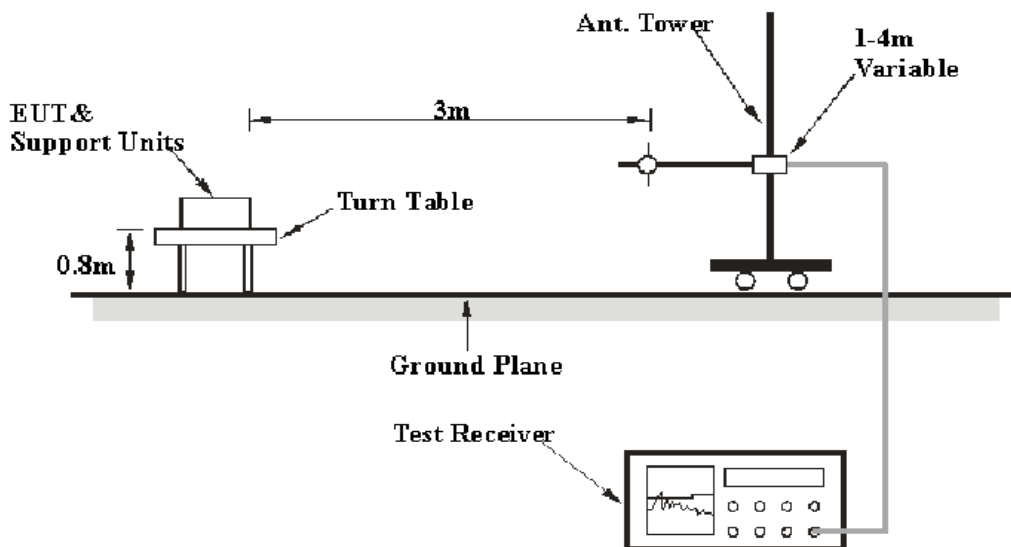 Ant. Tower
1-4m
Variable
3m
EUT&
Support Units
Turn Table
0.8m
Ground Plane
Test Receiver